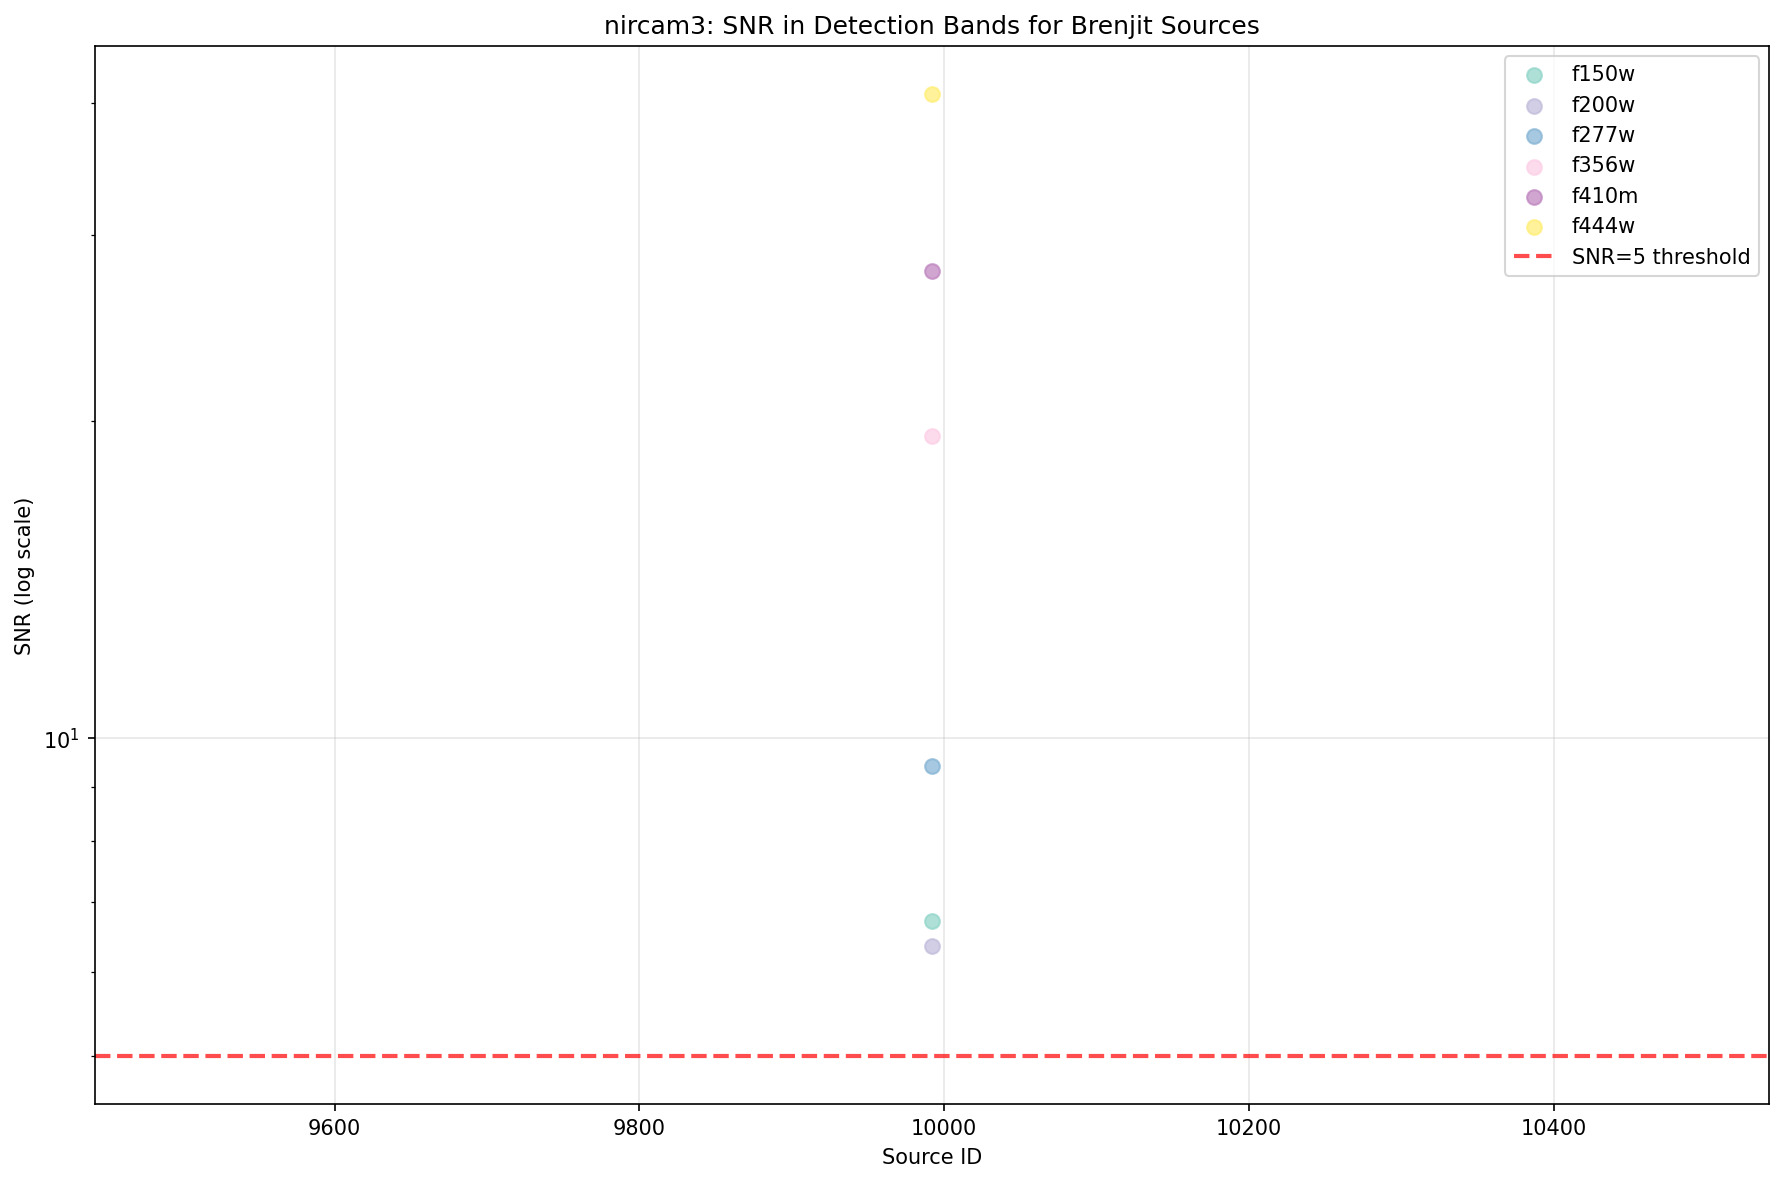 nircam3: SNR in Detection Bands for Brenjit Sources
f150w
f200w
f277w
f356w
f410m
f444w
SNR=5 threshold
SNR (log scale)
10¹
9600
9800
10000
10200
10400
Source ID